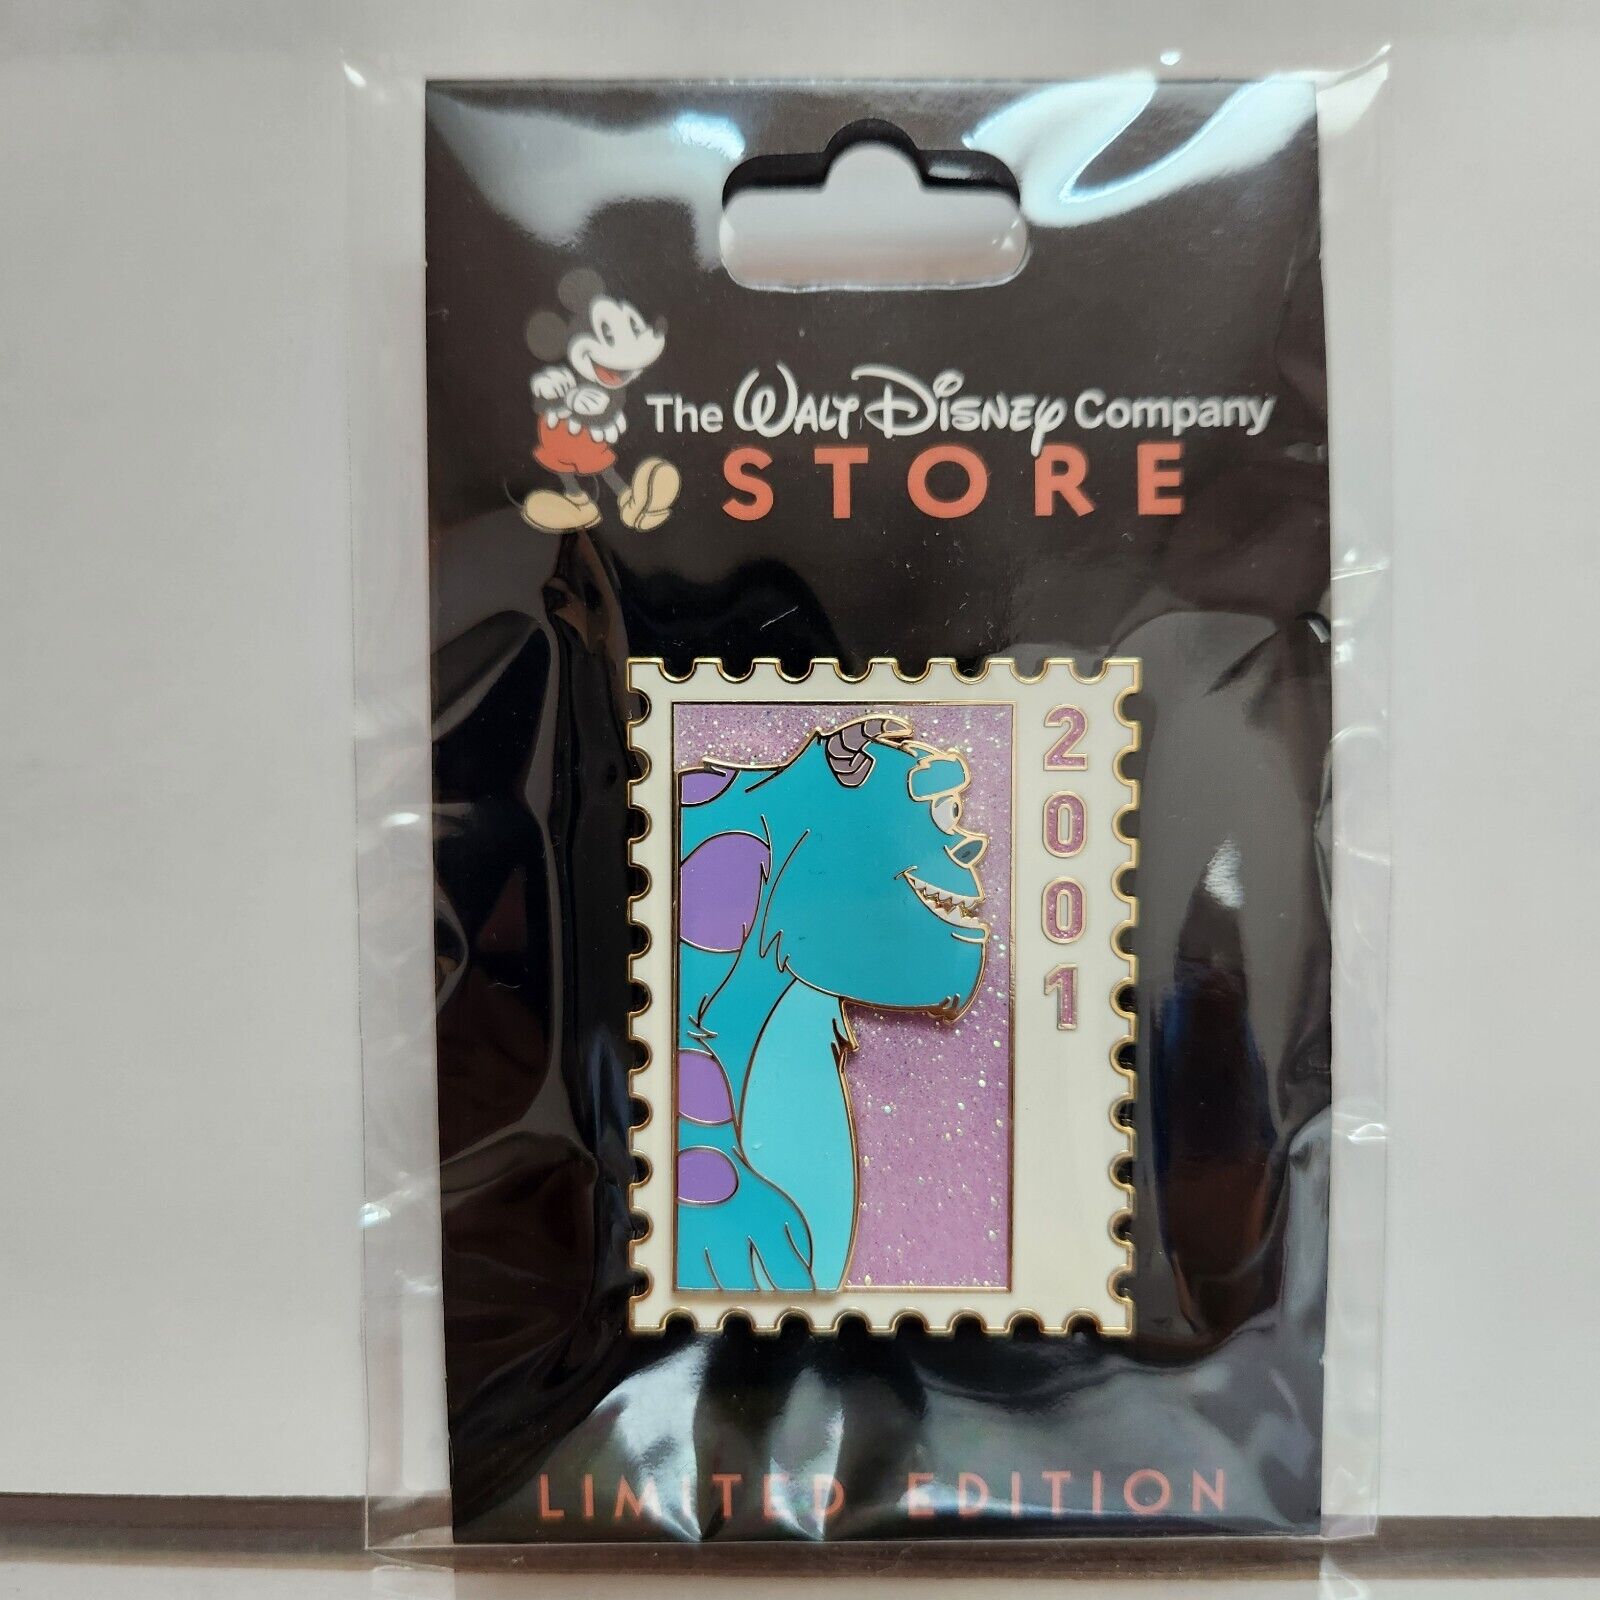 The WALT DISNEY Company
STORE
2001
LIMITED EDITION